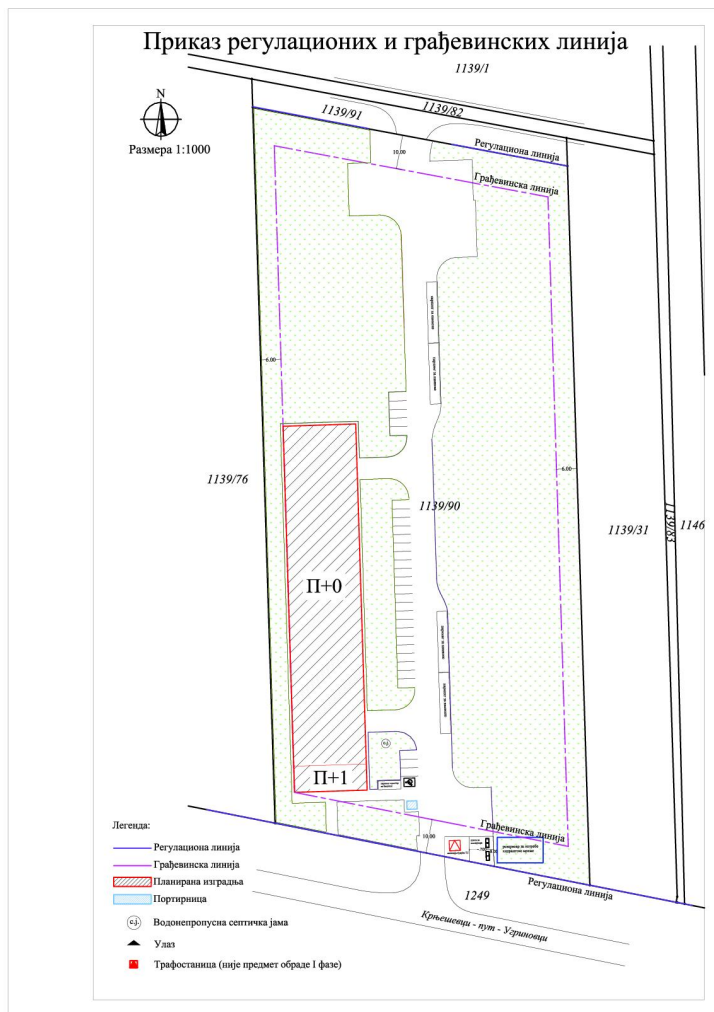 Приказ регулационих и грађевинских линија
1139/1
N
1139/91
1139/82
Размера 1:1000
10.00
Регулациона линија
Грађевинска линија
6.00
6.00
1139/76
1139/90
1139/31
1139/83
1146
П+0
с.ј.
П+1
Грађевинска линија
10.00
Регулациона линија
1249
Крњешевци - пут - Угриновци
Легенда:
Регулациона линија
Грађевинска линија
Планирана изградња
Портирница
с.ј.
Водонепропусна септичка јама
Улаз
Трафостаница (није предмет обраде I фазе)